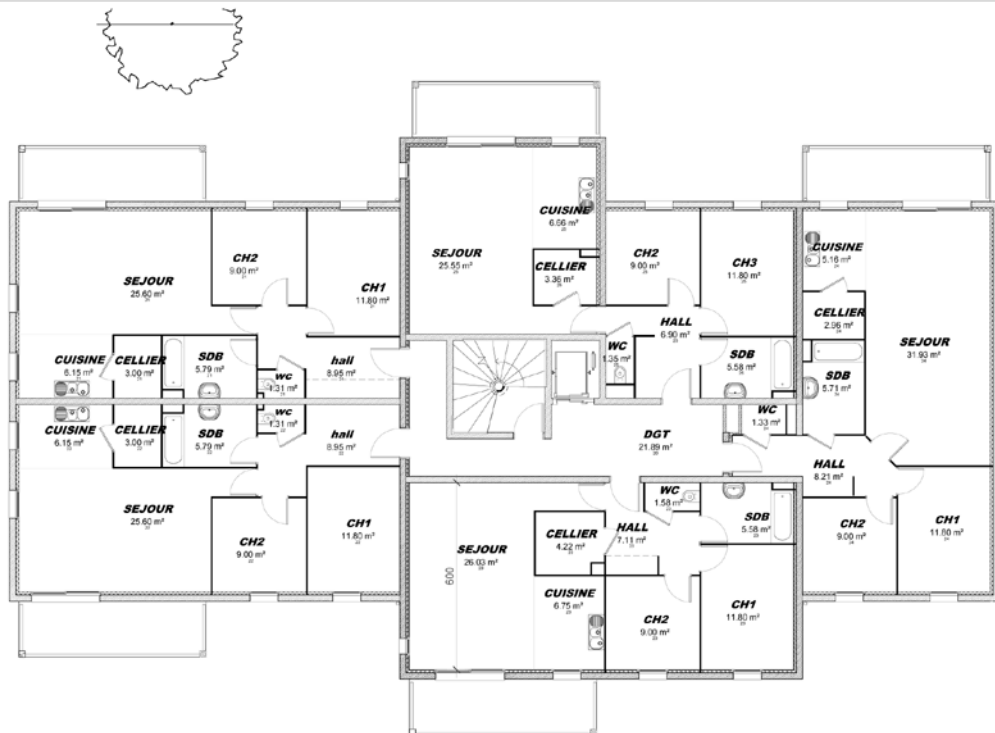 CUISINE
6.66 m²
SEJOUR
25.55 m²
CELLIER
3.36 m²
CH2
9.00 m²
SEJOUR
25.60 m²
CH1
11.80 m²
CH2
9.00 m²
CH3
11.80 m²
CUISINE
5.16 m²
CELLIER
2.96 m²
SEJOUR
31.93 m²
HALL
6.90 m²
WC
1.35 m²
SDB
5.58 m²
SDB
5.71 m²
CUISINE
6.15 m²
CELLIER
3.00 m²
SDB
5.79 m²
WC
1.31 m²
hall
8.95 m²
CUISINE
6.15 m²
CELLIER
3.00 m²
SDB
5.79 m²
WC
1.31 m²
hall
8.95 m²
DGT
21.89 m²
WC
1.33 m²
HALL
8.21 m²
SEJOUR
25.60 m²
CH2
9.00 m²
CH1
11.80 m²
600
SEJOUR
26.03 m²
CELLIER
4.22 m²
HALL
7.11 m²
WC
1.58 m²
SDB
5.58 m²
CUISINE
6.75 m²
CH2
9.00 m²
CH1
11.80 m²
CH2
9.00 m²
CH1
11.80 m²